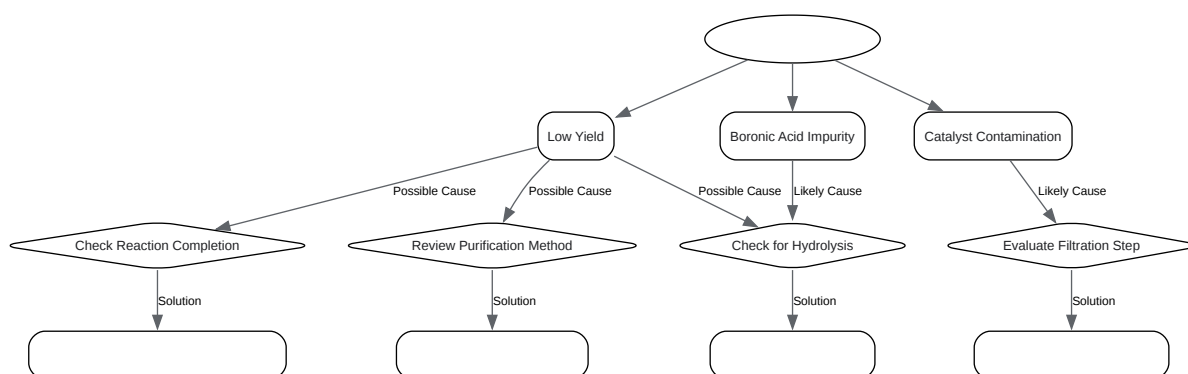 Low Yield
Boronic Acid Impurity
Catalyst Contamination
Possible Cause
Possible Cause
Possible Cause
Likely Cause
Likely Cause
Check Reaction Completion
Review Purification Method
Check for Hydrolysis
Evaluate Filtration Step
Solution
Solution
Solution
Solution